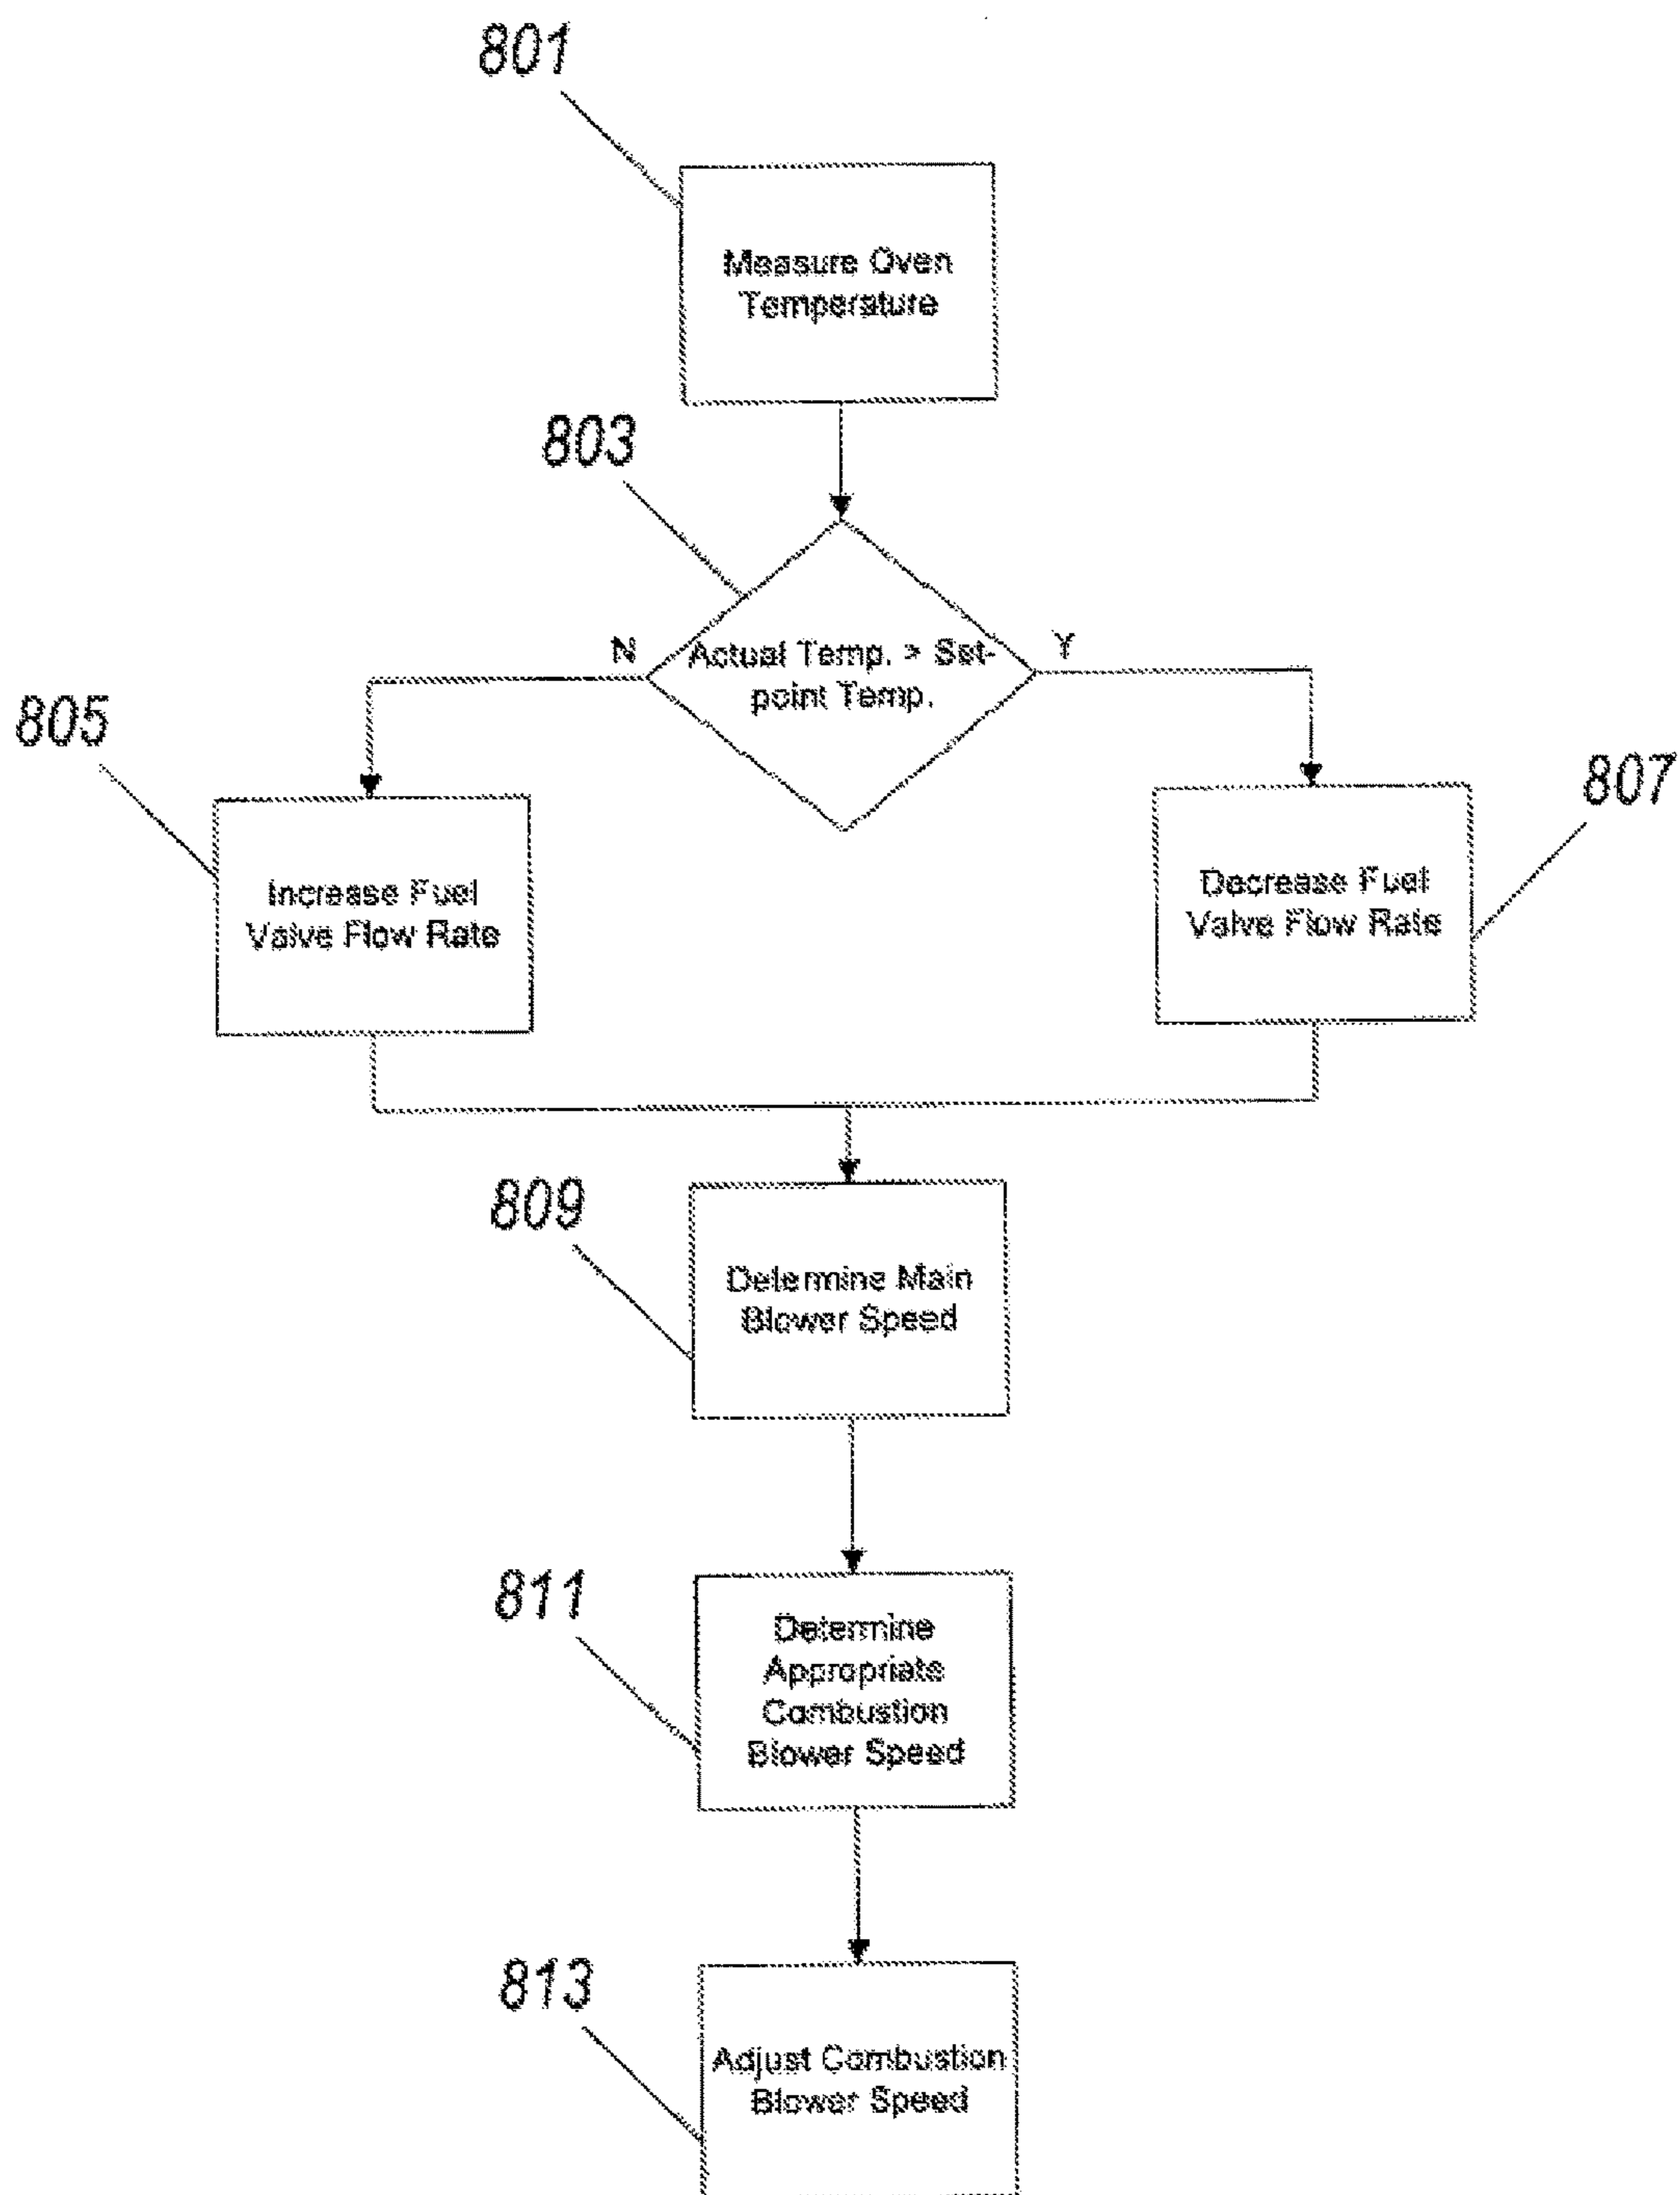 801
Measure Oven
Temperature
803
N
Y
Actual Temp. > Set-
point Temp.
805
807
Increase Fuel
Valve Flow Rate
Decrease Fuel
Valve Flow Rate
809
Determine Main
Blower Speed
811
Determine
Appropriate
Combustion
Blower Speed
813
Adjust Combustion
Blower Speed